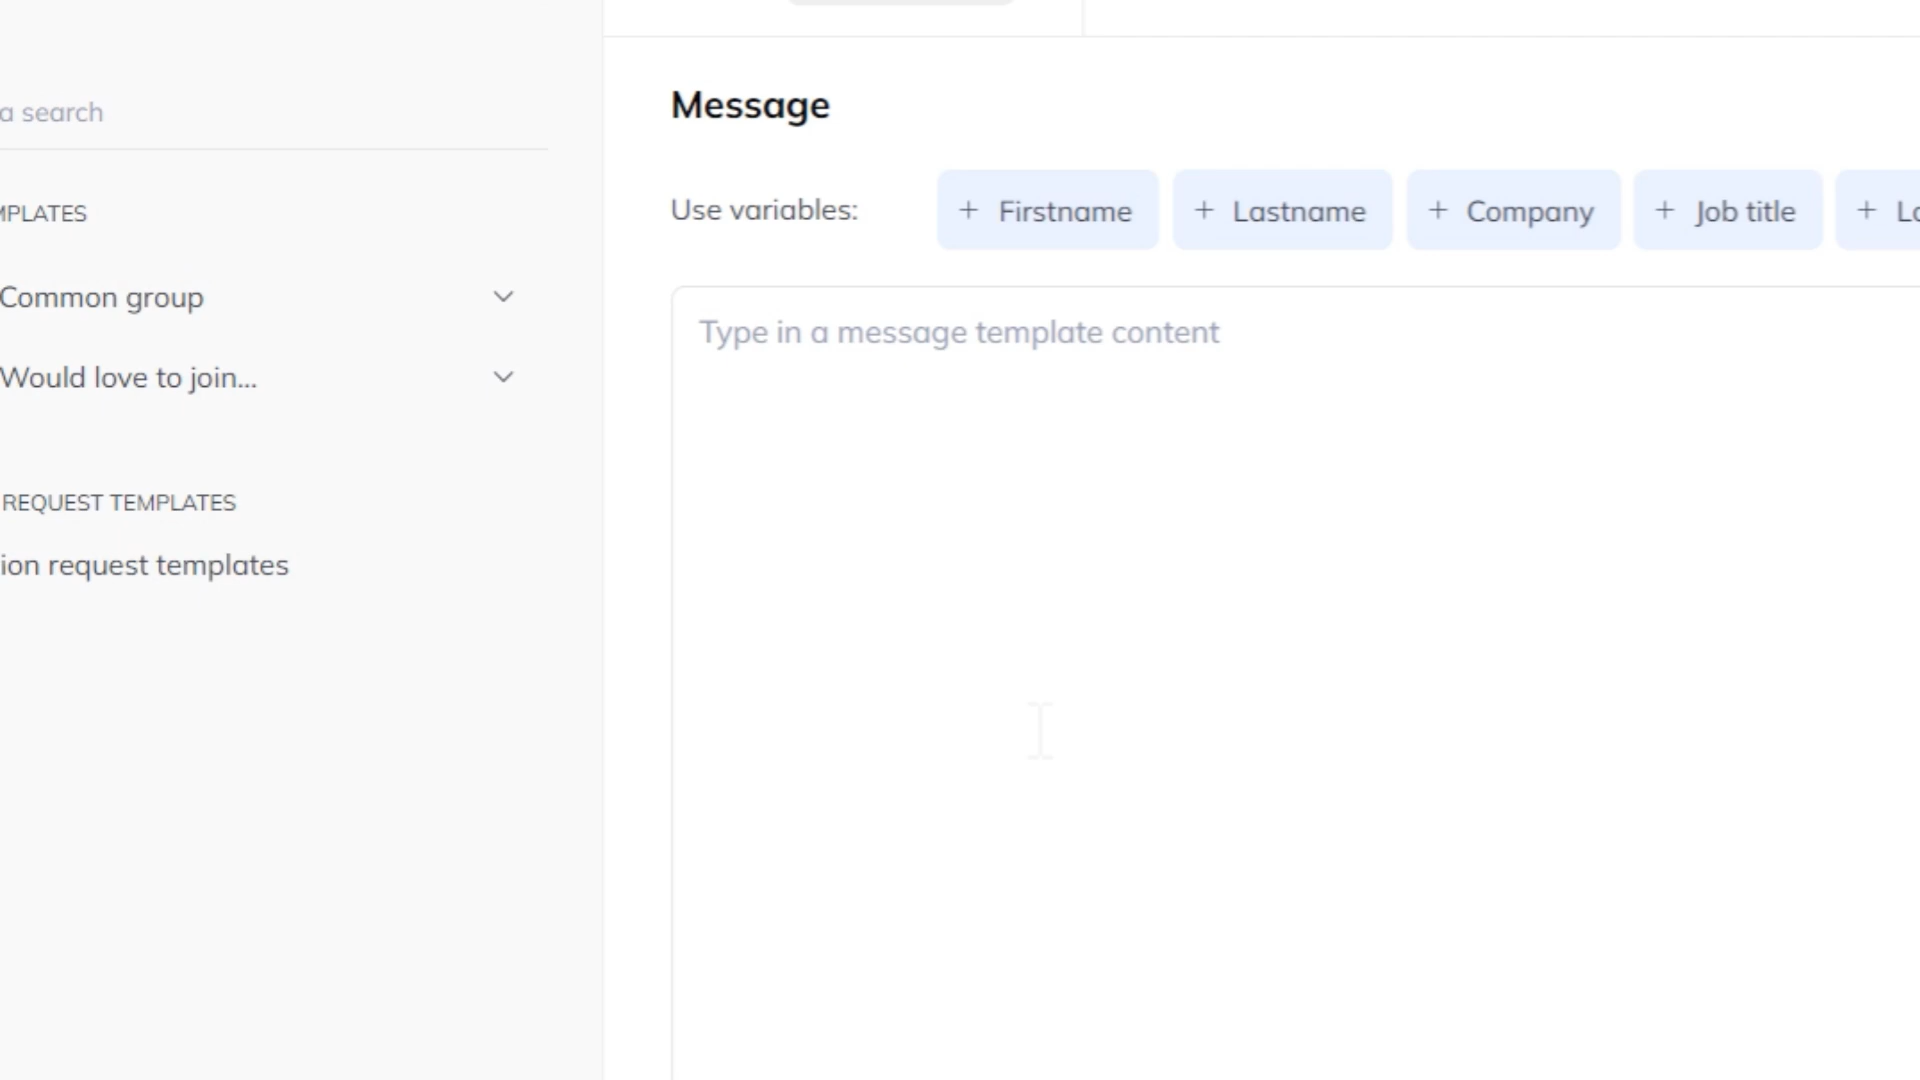 a search
MPLATES
Common group
Would love to join...
REQUEST TEMPLATES
ion request templates
Message
Use variables:
+ Firstname
+ Lastname
+ Company
+ Job title
+ Lo
Type in a message template content